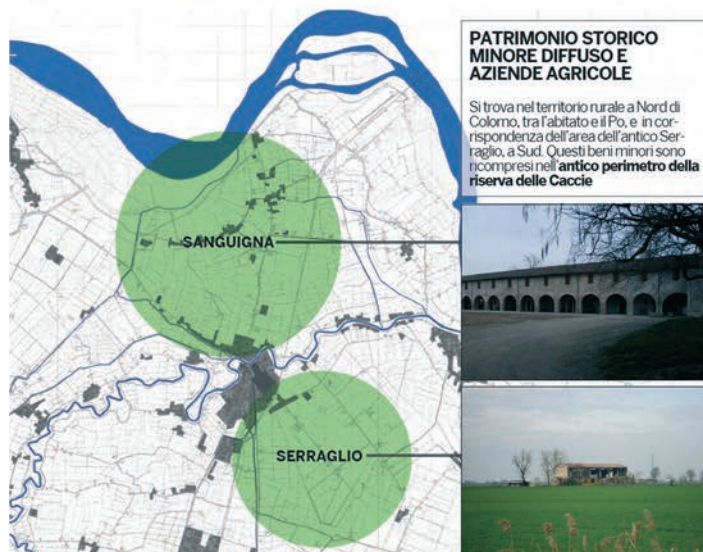 PATRIMONIO STORICO
MINORE DIFFUSO E
AZIENDE AGRICOLE
Si trova nel territorio rurale a Nord di
Colorno, tra l'abitato e il Po, e in cor-
rispondenza dell'area dell'antico Ser-
raglio, a Sud. Questi beni minori sono
ricompresi nell'antico perimetro della
riserva delle Caccie
SANGUIGNA
SERRAGLIO